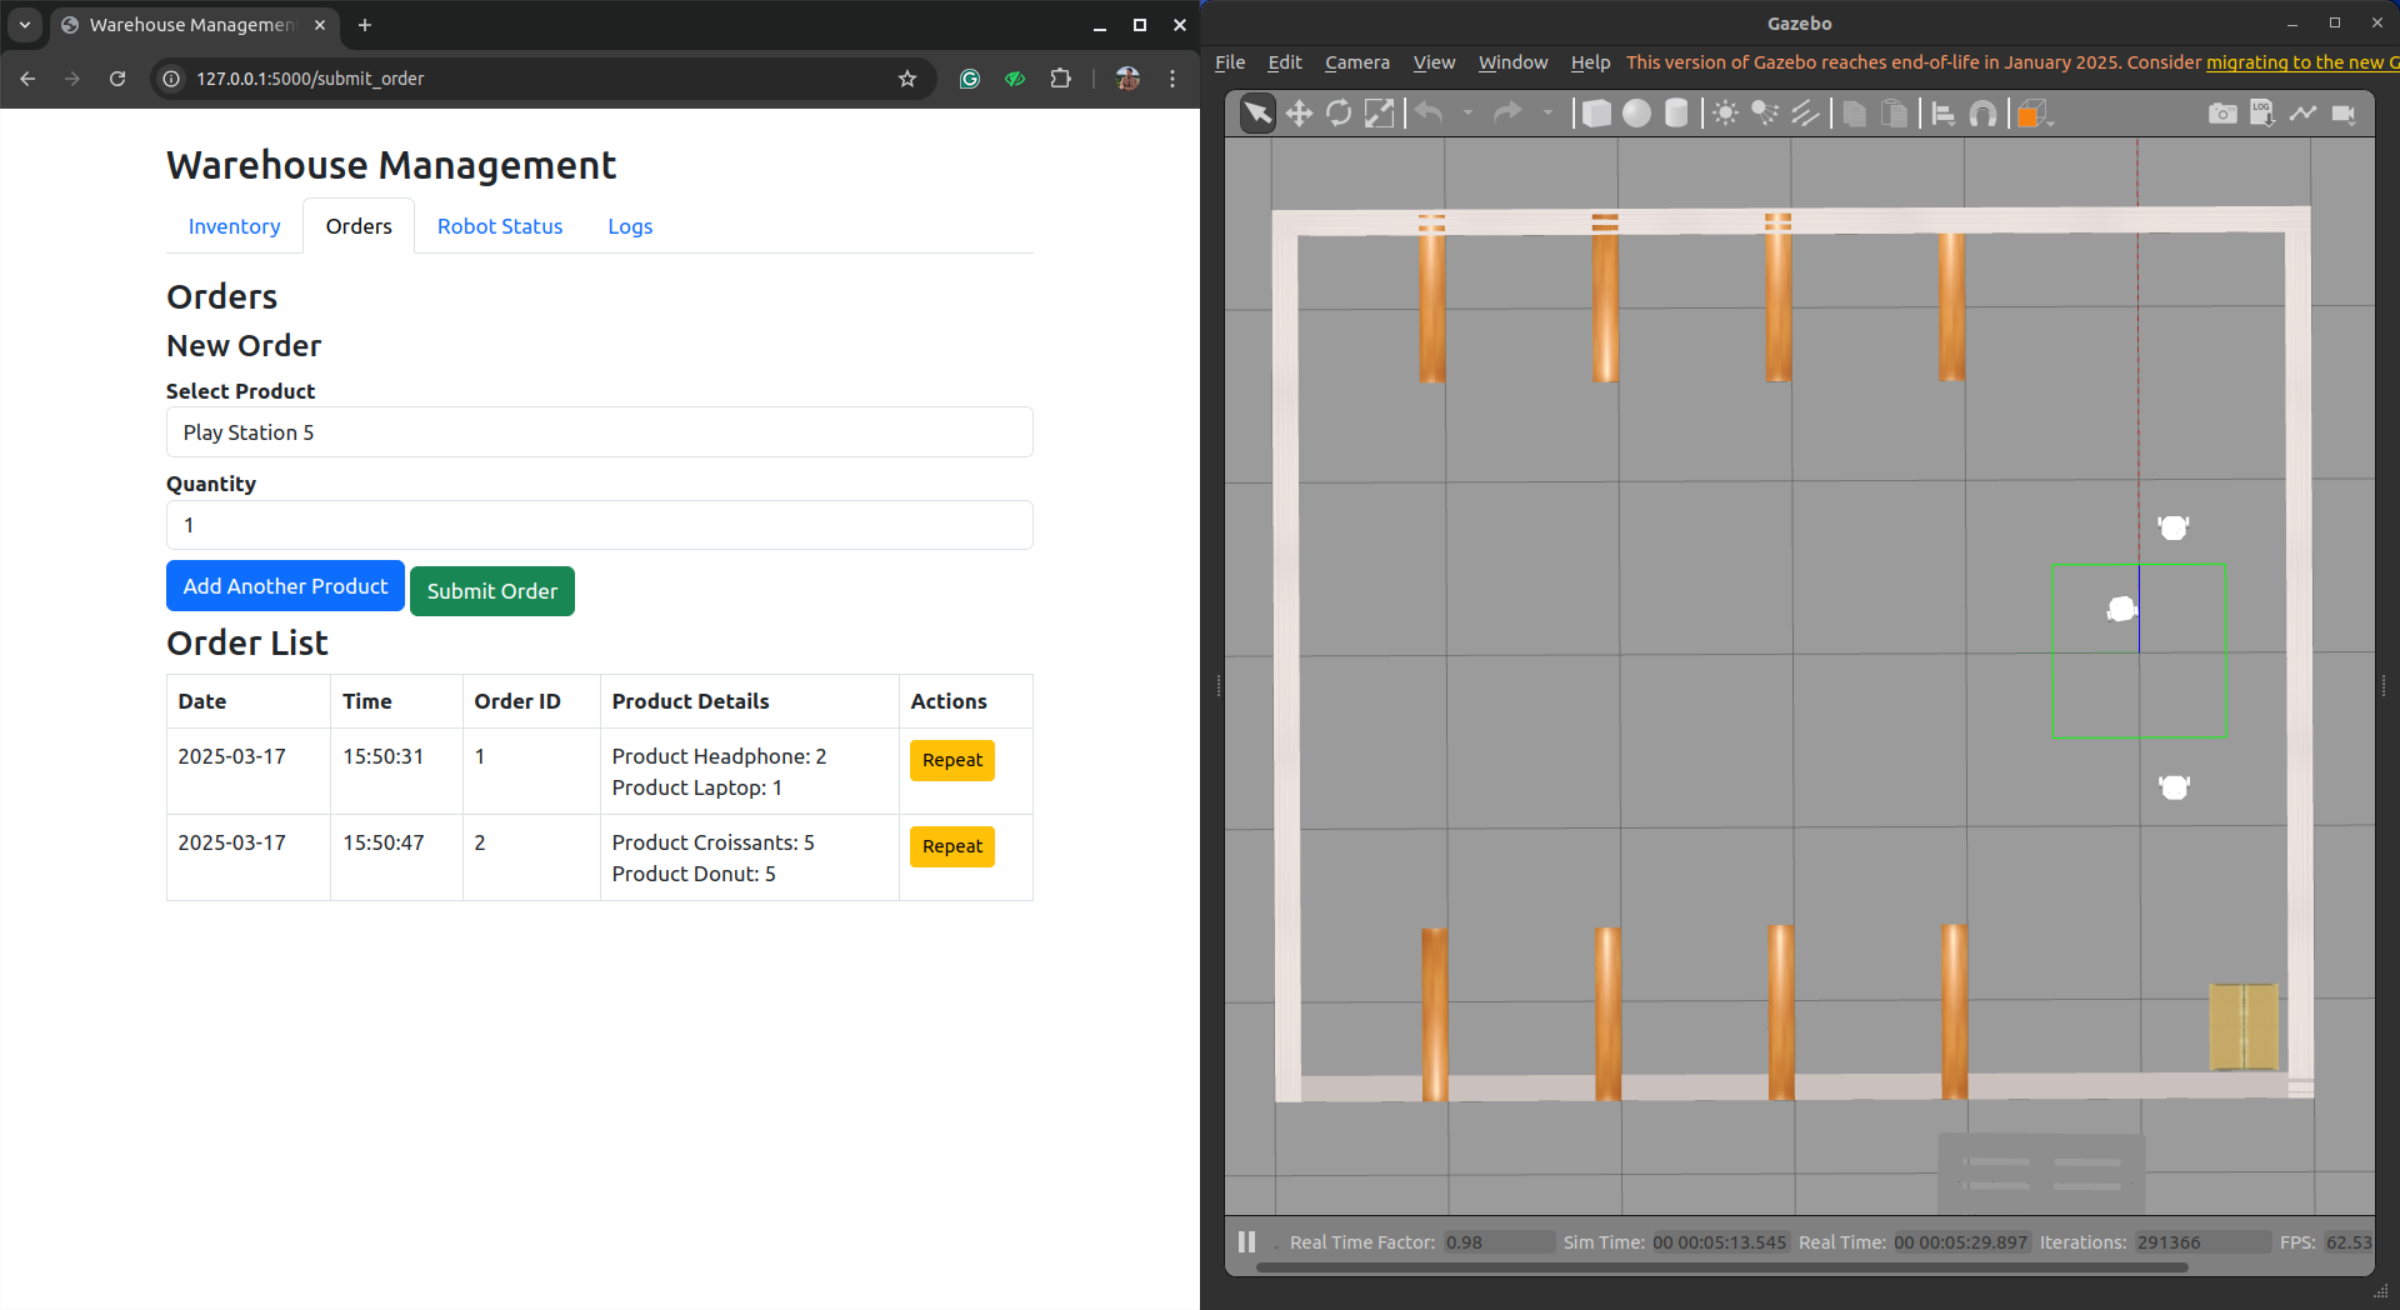 Warehouse Managemen
127.0.0.1:5000/submit_order
Warehouse Management
Inventory Orders Robot Status Logs
Orders
New Order
Select Product
Play Station 5
Quantity
1
Add Another Product Submit Order
Order List
Date Time Order ID Product Details Actions
2025-03-17 15:50:31 1 Product Headphone: 2 Repeat
Product Laptop: 1
2025-03-17 15:50:47 2 Product Croissants: 5 Repeat
Product Donut: 5
Gazebo
File Edit Camera View Window Help This version of Gazebo reaches end-of-life in January 2025. Consider migrating to the new G
LOG
Real Time Factor: 0.98 Sim Time: 00 00:05:13.545 Real Time: 00 00:05:29.897 Iterations: 291366 FPS: 62.53